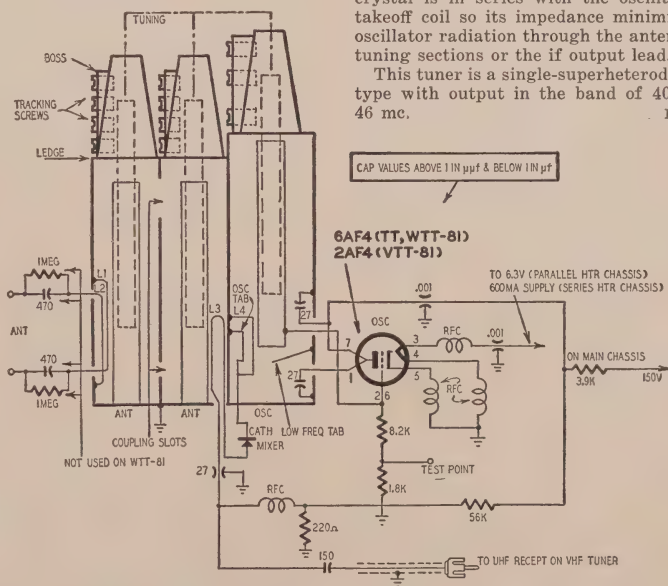 crystal is in series with the
takeoff coil so its impedance
oscillator radiation through the
tuning sections or the if output lead.
This tuner is a
type with output in the band of
46 mc.
TUNING
BOSS
TRACKING
SCREWS
LEDGE
CAP VALUES ABOVE 1 IN µµf & BELOW 1 IN µf
6AF4 (TT, WTT-81)
2AF4 (VTT-81)
TO 6.3V (PARALLEL HTR CHASSIS)
600MA SUPPLY (SERIES HTR CHASSIS)
1MEG
470
L1
L2
ANT
470
1MEG
L3
OSC
TAB
L4
27
27
OSC
7
1
2
6
3
4
5
RFC
.001
.001
RFC
ON MAIN CHASSIS
3.9K
150V
ANT
ANT
OSC
COUPLING SLOTS
NOT USED ON WTT-81
LOW FREQ TAB
CATH
MIXER
27
8.2K
TEST POINT
1.8K
RFC
220Ω
56K
150
TO UHF RECEPT ON VHF TUNER